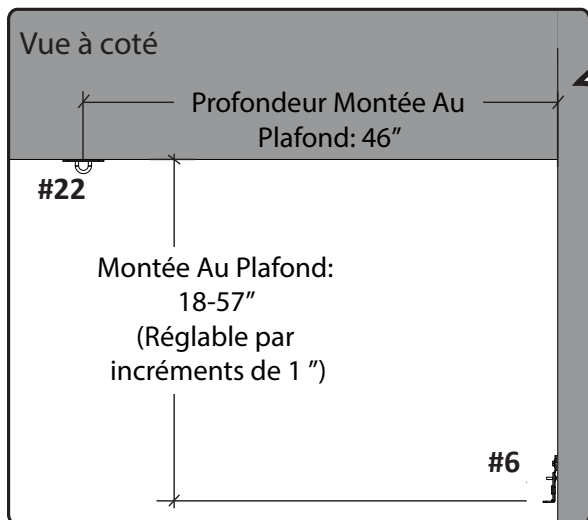 Vue à coté
Profondeur Montée Au
Plafond: 46”
#22
Montée Au Plafond:
18-57”
(Réglable par
incréments de 1 ”)
#6